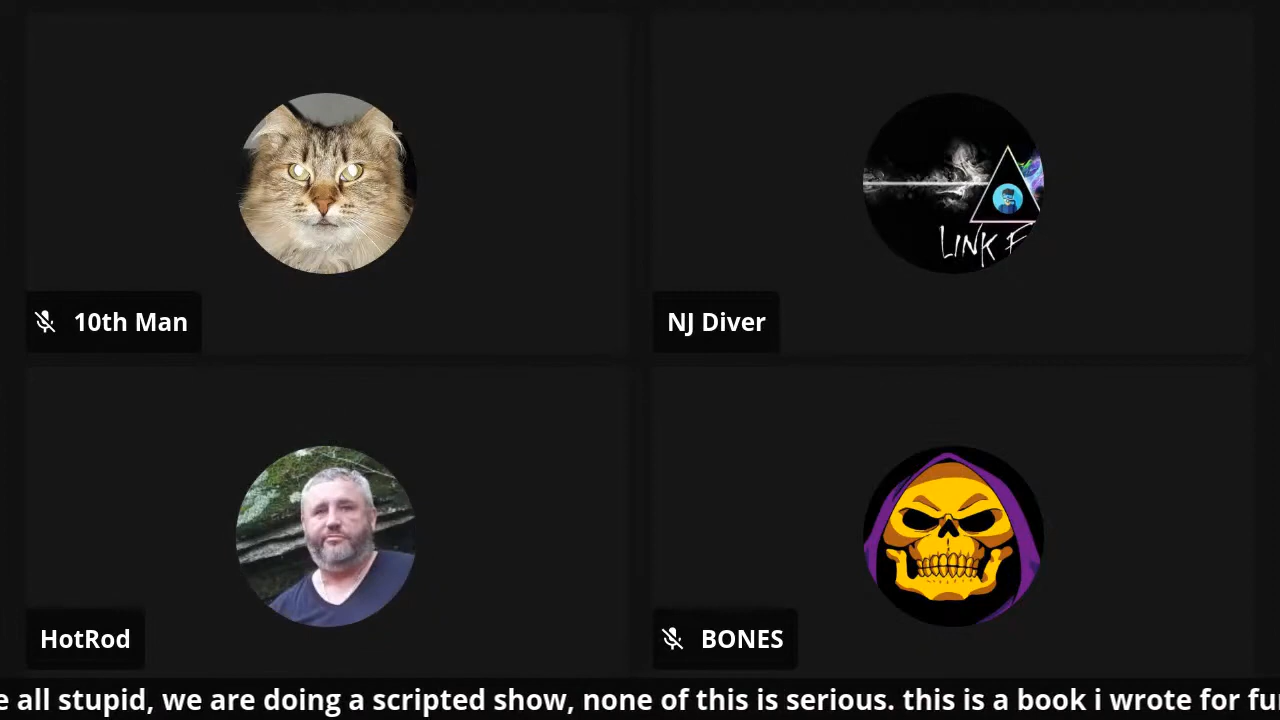 LINK F
10th Man
NJ Diver
HotRod
BONES
all stupid, we are doing a scripted show, none of this is serious. this is a book i wrote for